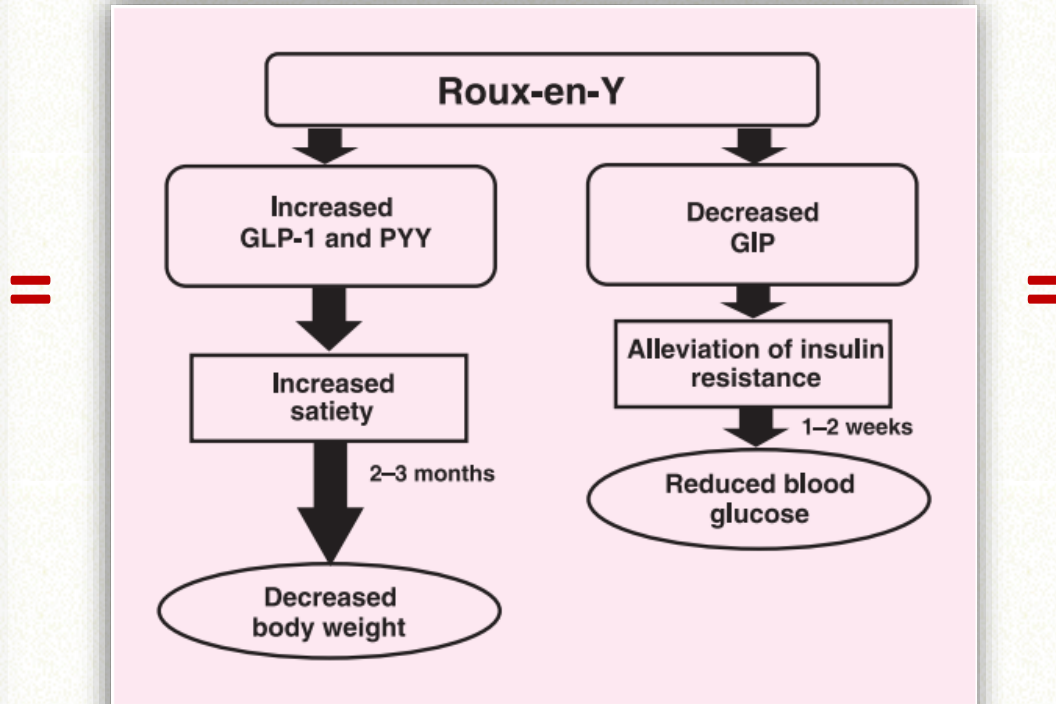 Roux-en-Y
Increased
GLP-1 and PYY
Increased
satiety
2–3 months
Decreased
body weight
Decreased
GIP
Alleviation of insulin
resistance
1–2 weeks
Reduced blood
glucose
=
=